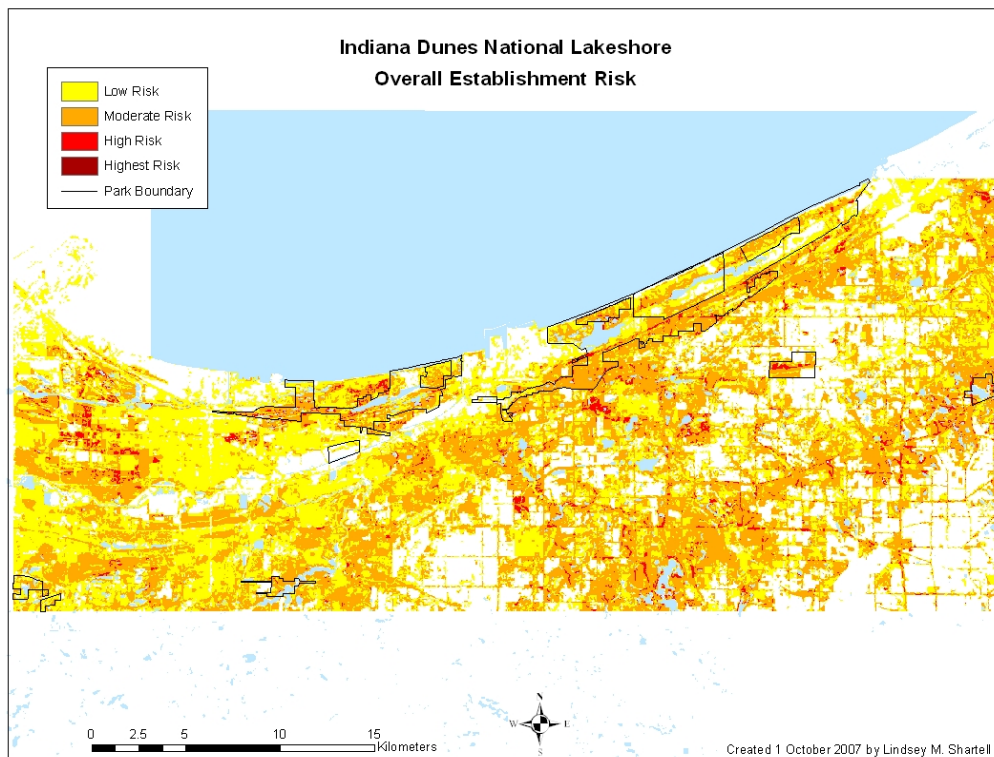 Indiana Dunes National Lakeshore
Overall Establishment Risk
Low Risk
Moderate Risk
High Risk
Highest Risk
Park Boundary
0 2.5 5 10 15
Kilometers
N
W E
S
Created 1 October 2007 by Lindsey M. Shartell